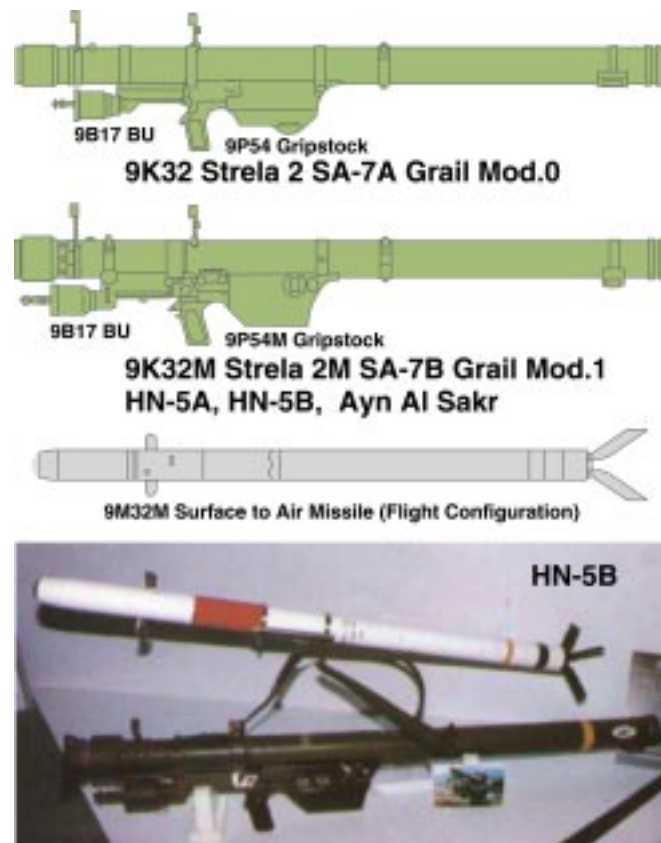 9B17 BU
9P54 Gripstock
9K32 Strela 2 SA-7A Grail Mod.0
9B17 BU
9P54M Gripstock
9K32M Strela 2M SA-7B Grail Mod.1
HN-5A, HN-5B, Ayn Al Sakr
9M32M Surface to Air Missile (Flight Configuration)
HN-5B